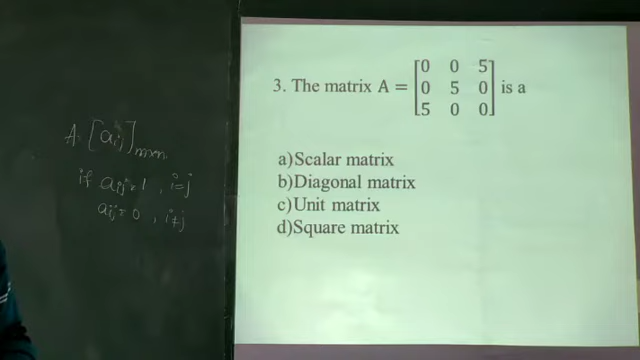 A = [aij]m×n
if aij = 1, i=j
aij = 0, i≠j
3. The matrix A = [0 0 5
0 5 0
5 0 0] is a
a)Scalar matrix
b)Diagonal matrix
c)Unit matrix
d)Square matrix